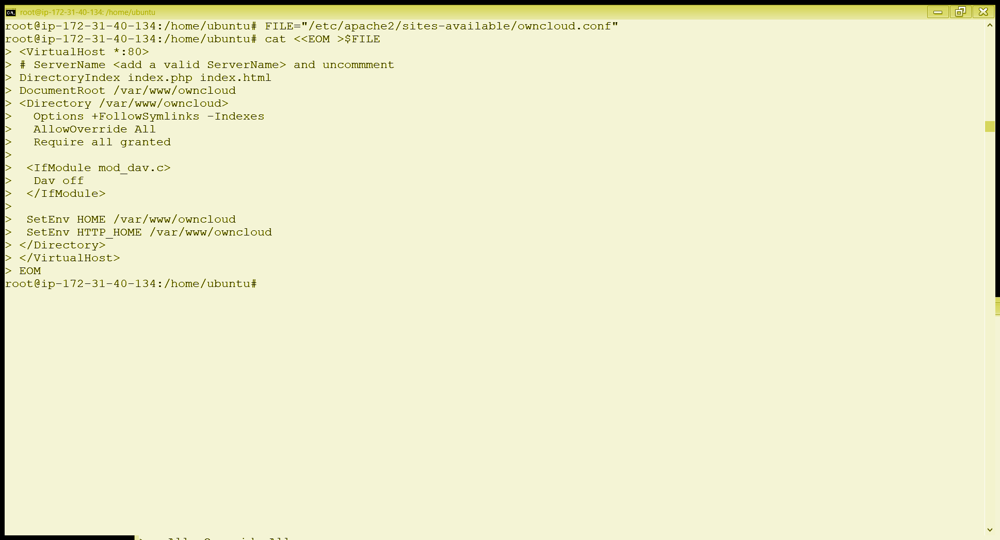 root@ip-172-31-40-134: /home/ubuntu
root@ip-172-31-40-134:/home/ubuntu# FILE="/etc/apache2/sites-available/owncloud.conf"
root@ip-172-31-40-134:/home/ubuntu# cat <<EOM >$FILE
> <VirtualHost *:80>
> # ServerName <add a valid ServerName> and uncommment
> DirectoryIndex index.php index.html
> DocumentRoot /var/www/owncloud
> <Directory /var/www/owncloud>
>   Options +FollowSymlinks -Indexes
>   AllowOverride All
>   Require all granted
>
>  <IfModule mod_dav.c>
>   Dav off
>  </IfModule>
>
>  SetEnv HOME /var/www/owncloud
>  SetEnv HTTP_HOME /var/www/owncloud
> </Directory>
> </VirtualHost>
> EOM
root@ip-172-31-40-134:/home/ubuntu#
>   AllowOverride All